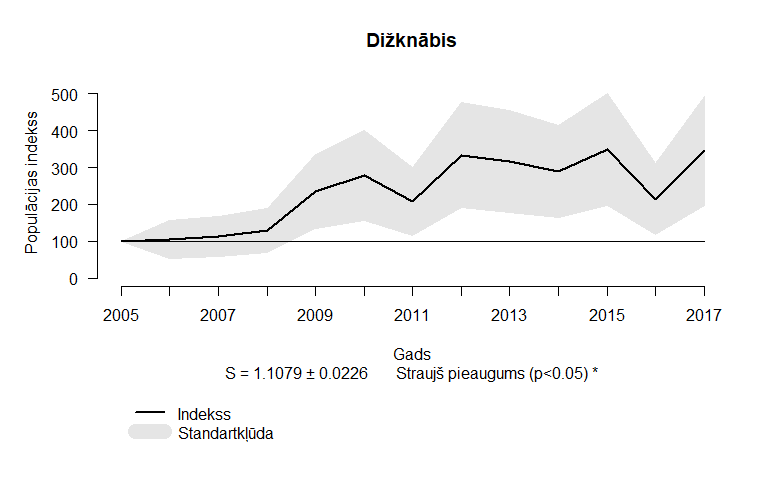 Dižknābis
Populācijas indekss
500
400
300
200
100
0
2005 2007 2009 2011 2013 2015 2017
Gads
S = 1.1079 ± 0.0226 Straujš pieaugums (p<0.05) *
Indekss
Standartkļūda